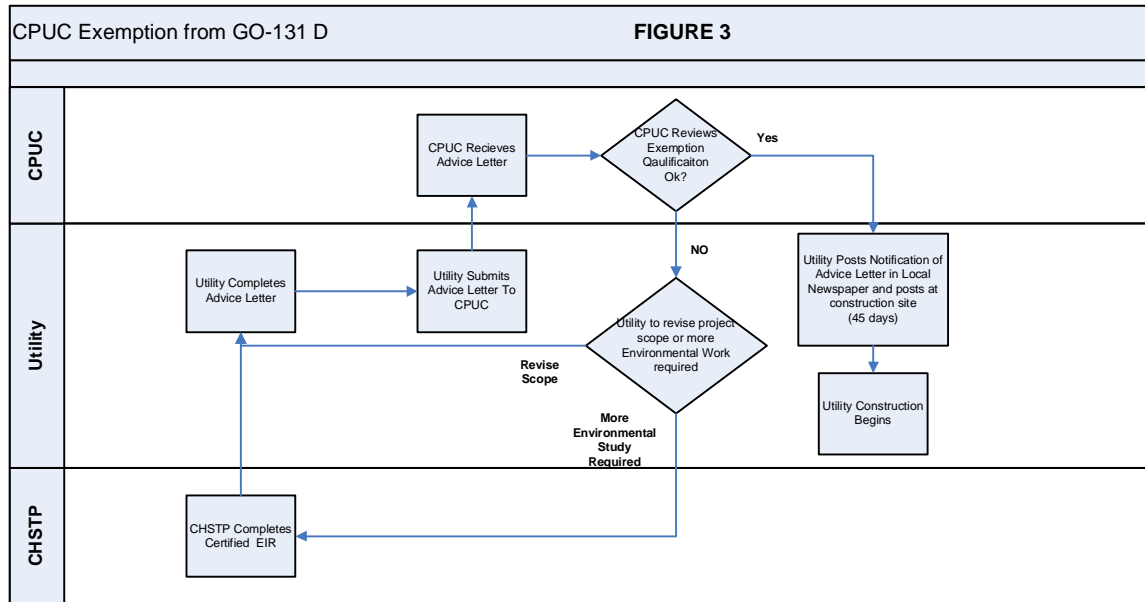 CPUC Exemption from GO-131 D
FIGURE 3
CPUC
CPUC Recieves
Advice Letter
CPUC Reviews
Exemption
Qaulificaiton
Ok?
Yes
NO
Utility
Utility Completes
Advice Letter
Utility Submits
Advice Letter To
CPUC
Utility to revise project
scope or more
Environmental Work
required
Utility Posts Notification of
Advice Letter in Local
Newspaper and posts at
construction site
(45 days)
Revise
Scope
Utility Construction
Begins
More
Environmental
Study
Required
CHSTP
CHSTP Completes
Certified EIR